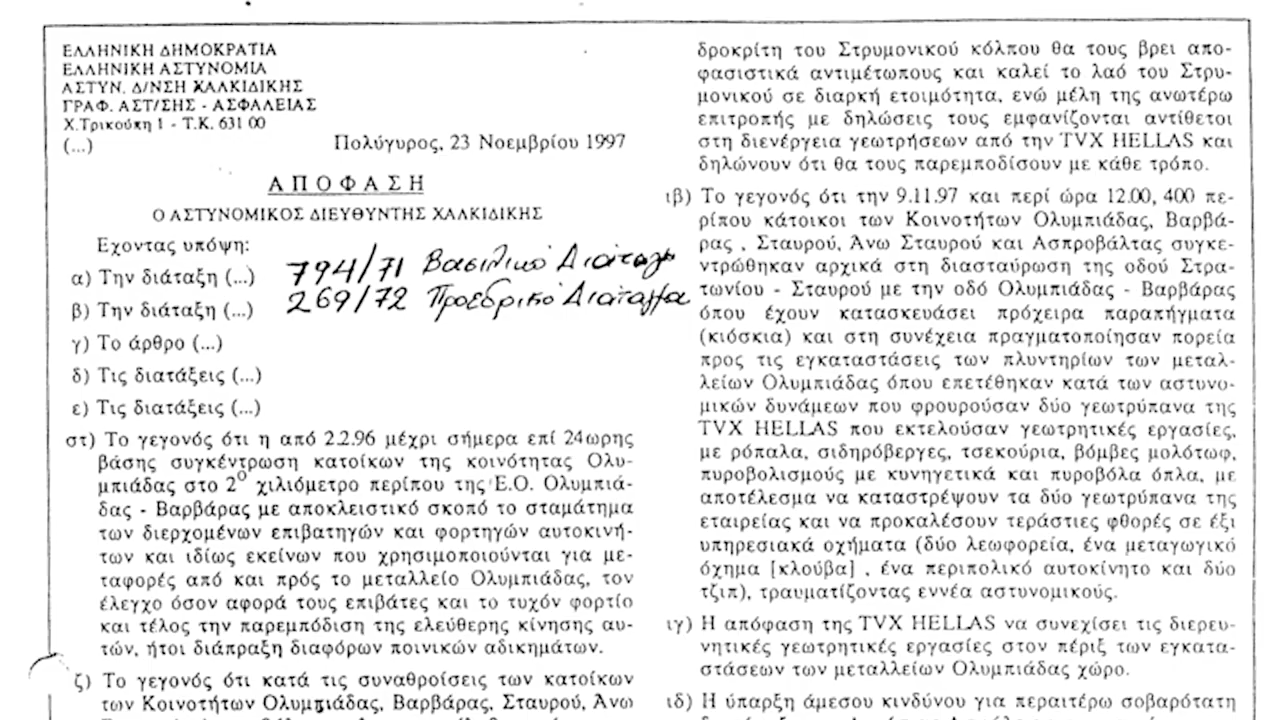 ΕΛΛΗΝΙΚΗ ΔΗΜΟΚΡΑΤΙΑ
ΕΛΛΗΝΙΚΗ ΑΣΤΥΝΟΜΙΑ
ΑΣΤΥΝ. Δ/ΝΣΗ ΧΑΛΚΙΔΙΚΗΣ
ΓΡΑΦ. ΑΣΤ/ΣΗΣ - ΑΣΦΑΛΕΙΑΣ
Χ.Τρικούπη 1 - Τ.Κ. 631 00
(...)
Πολύγυρος, 23 Νοεμβρίου 1997
ΑΠΟΦΑΣΗ
Ο ΑΣΤΥΝΟΜΙΚΟΣ ΔΙΕΥΘΥΝΤΗΣ ΧΑΛΚΙΔΙΚΗΣ
Έχοντας υπόψη:
α) Την διάταξη (...) 794/71 Βασιλικό Διάταγμα
β) Την διάταξη (...) 269/72 Προεδρικό Διάταγμα
γ) Το άρθρο (...)
δ) Τις διατάξεις (...)
ε) Τις διατάξεις (...)
στ) Το γεγονός ότι η από 2.2.96 μέχρι σήμερα επί 24ωρης
βάσης συγκέντρωση κατοίκων της κοινότητας Ολυ-
μπιάδας στο 2ο χιλιόμετρο περίπου της Ε.Ο. Ολυμπιά-
δας - Βαρβάρας με αποκλειστικό σκοπό το σταμάτημα
των διερχομένων επιβατηγών και φορτηγών αυτοκινή-
των και ιδίως εκείνων που χρησιμοποιούνται για με-
ταφορές από και πρός το μεταλλείο Ολυμπιάδας, τον
έλεγχο όσον αφορά τους επιβάτες και το τυχόν φορτίο
και τέλος την παρεμπόδιση της ελεύθερης κίνησης αυ-
τών, ήτοι διάπραξη διαφόρων ποινικών αδικημάτων.
ζ) Το γεγονός ότι κατά τις συναθροίσεις των κατοίκων
των Κοινοτήτων Ολυμπιάδας, Βαρβάρας, Σταυρού, Άνω
δροκρίτη του Στρυμονικού κόλπου θα τους βρει απο-
φασιστικά αντιμέτωπους και καλεί το λαό του Στρυ-
μονικού σε διαρκή ετοιμότητα, ενώ μέλη της ανωτέρω
επιτροπής με δηλώσεις τους εμφανίζονται αντίθετοι
στη διενέργεια γεωτρήσεων από την TVX HELLAS και
δηλώνουν ότι θα τους παρεμποδίσουν με κάθε τρόπο.
ιβ) Το γεγονός ότι την 9.11.97 και περί ώρα 12.00, 400 πε-
ρίπου κάτοικοι των Κοινοτήτων Ολυμπιάδας, Βαρβά-
ρας , Σταυρού, Άνω Σταυρού και Ασπροβάλτας συγκε-
ντρώθηκαν αρχικά στη διασταύρωση της οδού Στρα-
τωνίου - Σταυρού με την οδό Ολυμπιάδας - Βαρβάρας
όπου έχουν κατασκευάσει πρόχειρα παραπήγματα
(κιόσκια) και στη συνέχεια πραγματοποίησαν πορεία
προς τις εγκαταστάσεις των πλυντηρίων των μεταλ-
λείων Ολυμπιάδας όπου επετέθηκαν κατά των αστυνο-
μικών δυνάμεων που φρουρούσαν δύο γεωτρύπανα της
TVX HELLAS που εκτελούσαν γεωτρητικές εργασίες,
με ρόπαλα, σιδηρόβεργες, τσεκούρια, βόμβες μολότωφ,
πυροβολισμούς με κυνηγετικά και πυροβόλα όπλα, με
αποτέλεσμα να καταστρέψουν τα δύο γεωτρύπανα της
εταιρείας και να προκαλέσουν τεράστιες φθορές σε έξι
υπηρεσιακά οχήματα (δύο λεωφορεία, ένα μεταγωγικό
όχημα [κλούβα] , ένα περιπολικό αυτοκίνητο και δύο
τζιπ), τραυματίζοντας εννέα αστυνομικούς.
ιγ) Η απόφαση της TVX HELLAS να συνεχίσει τις διερευ-
νητικές γεωτρητικές εργασίες στον πέριξ των εγκατα-
στάσεων των μεταλλείων Ολυμπιάδας χώρο.
ιδ) Η ύπαρξη άμεσου κινδύνου για περαιτέρω σοβαρότατη